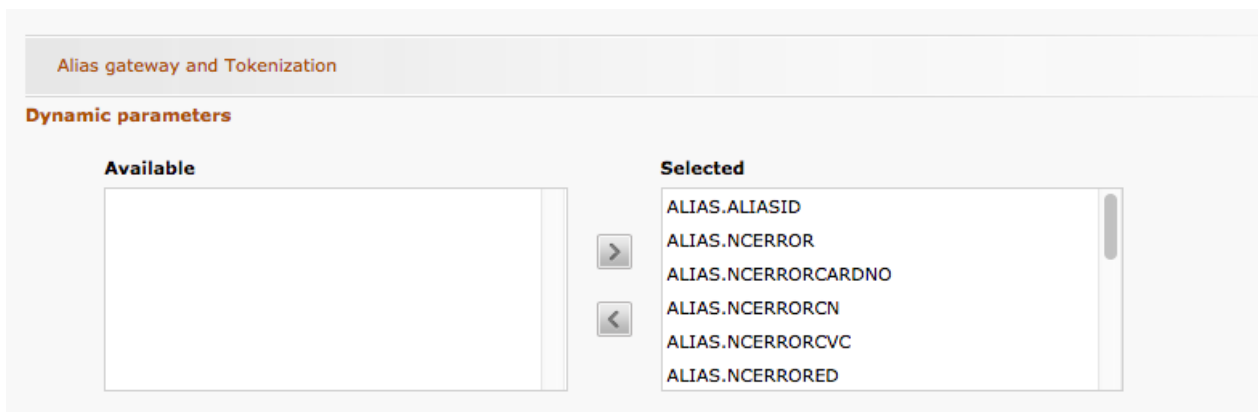 Alias gateway and Tokenization
Dynamic parameters
Available
Selected
ALIAS.ALIASID
ALIAS.NCERROR
ALIAS.NCERRORCARDNO
ALIAS.NCERRORCN
ALIAS.NCERRORCVC
ALIAS.NCERRORED